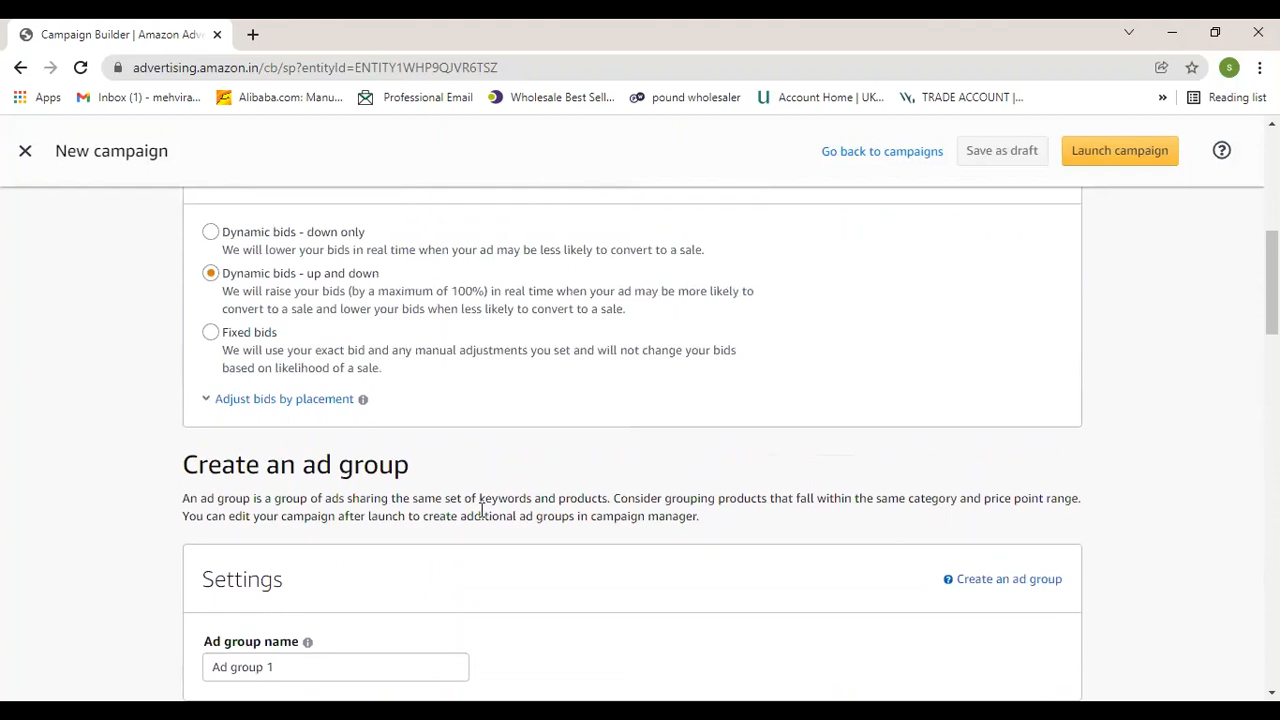 Campaign Builder | Amazon Adv
advertising.amazon.in/cb/sp?entityId=ENTITY1WHP9QJVR6TSZ
S
Apps
Inbox (1) - mehvira...
Alibaba.com: Manu...
Professional Email
Wholesale Best Sell...
pound wholesaler
Account Home | UK...
TRADE ACCOUNT |...
»
Reading list
New campaign
Go back to campaigns
Save as draft
Launch campaign
Dynamic bids - down only
We will lower your bids in real time when your ad may be less likely to convert to a sale.
Dynamic bids - up and down
We will raise your bids (by a maximum of 100%) in real time when your ad may be more likely to
convert to a sale and lower your bids when less likely to convert to a sale.
Fixed bids
We will use your exact bid and any manual adjustments you set and will not change your bids
based on likelihood of a sale.
Adjust bids by placement
Create an ad group
An ad group is a group of ads sharing the same set of keywords and products. Consider grouping products that fall within the same category and price point range.
You can edit your campaign after launch to create additional ad groups in campaign manager.
Settings
Create an ad group
Ad group name
Ad group 1